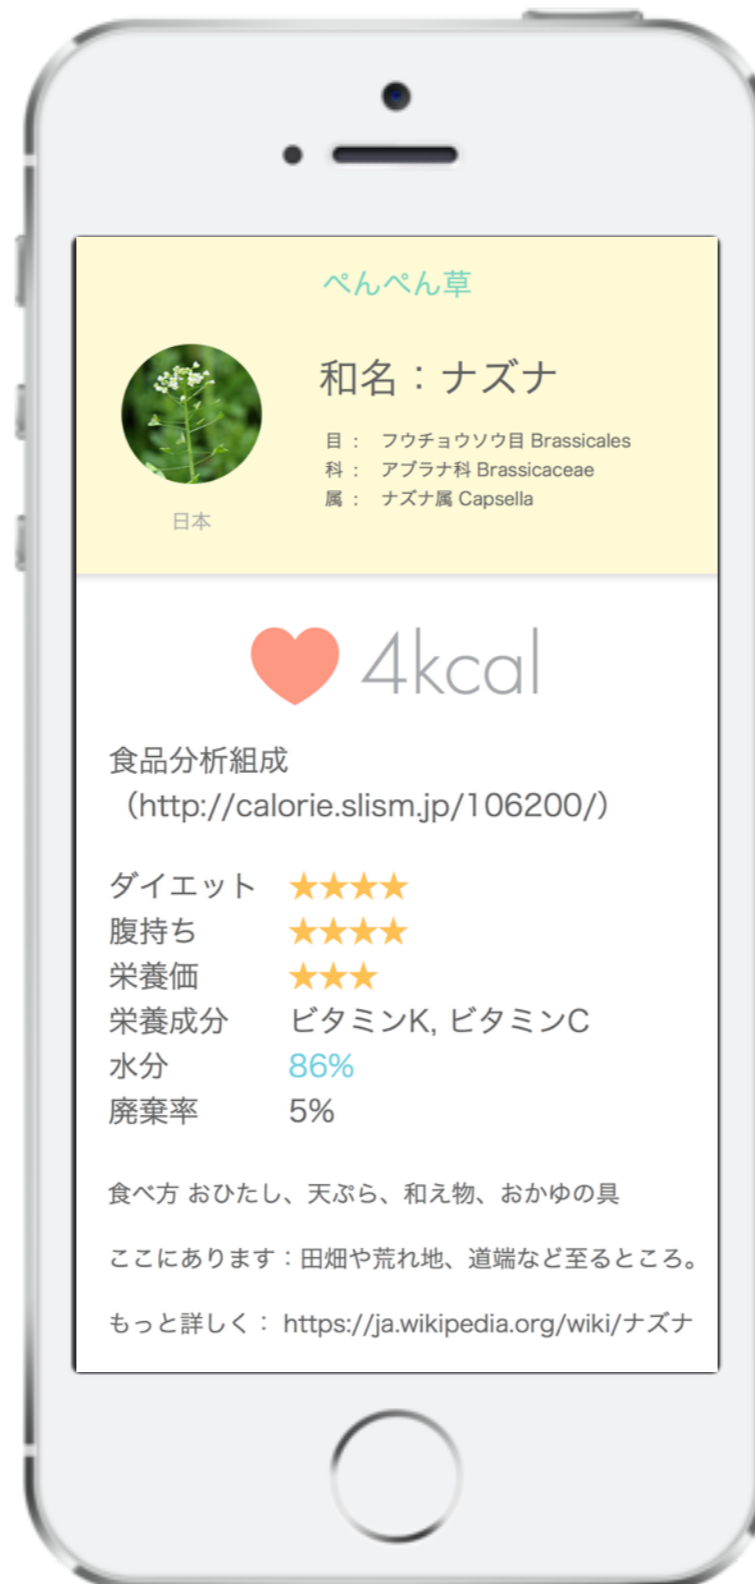 ぺんぺん草
和名：ナズナ
目： フウチョウソウ目 Brassicales
科： アブラナ科 Brassicaceae
属： ナズナ属 Capsella
日本
4kcal
食品分析組成
（http://calorie.slism.jp/106200/）
ダイエット ★★★★
腹持ち ★★★★
栄養価 ★★★
栄養成分 ビタミンK, ビタミンC
水分 86%
廃棄率 5%
食べ方 おひたし、天ぷら、和え物、おかゆの具
ここにあります：田畑や荒れ地、道端など至るところ。
もっと詳しく： https://ja.wikipedia.org/wiki/ナズナ